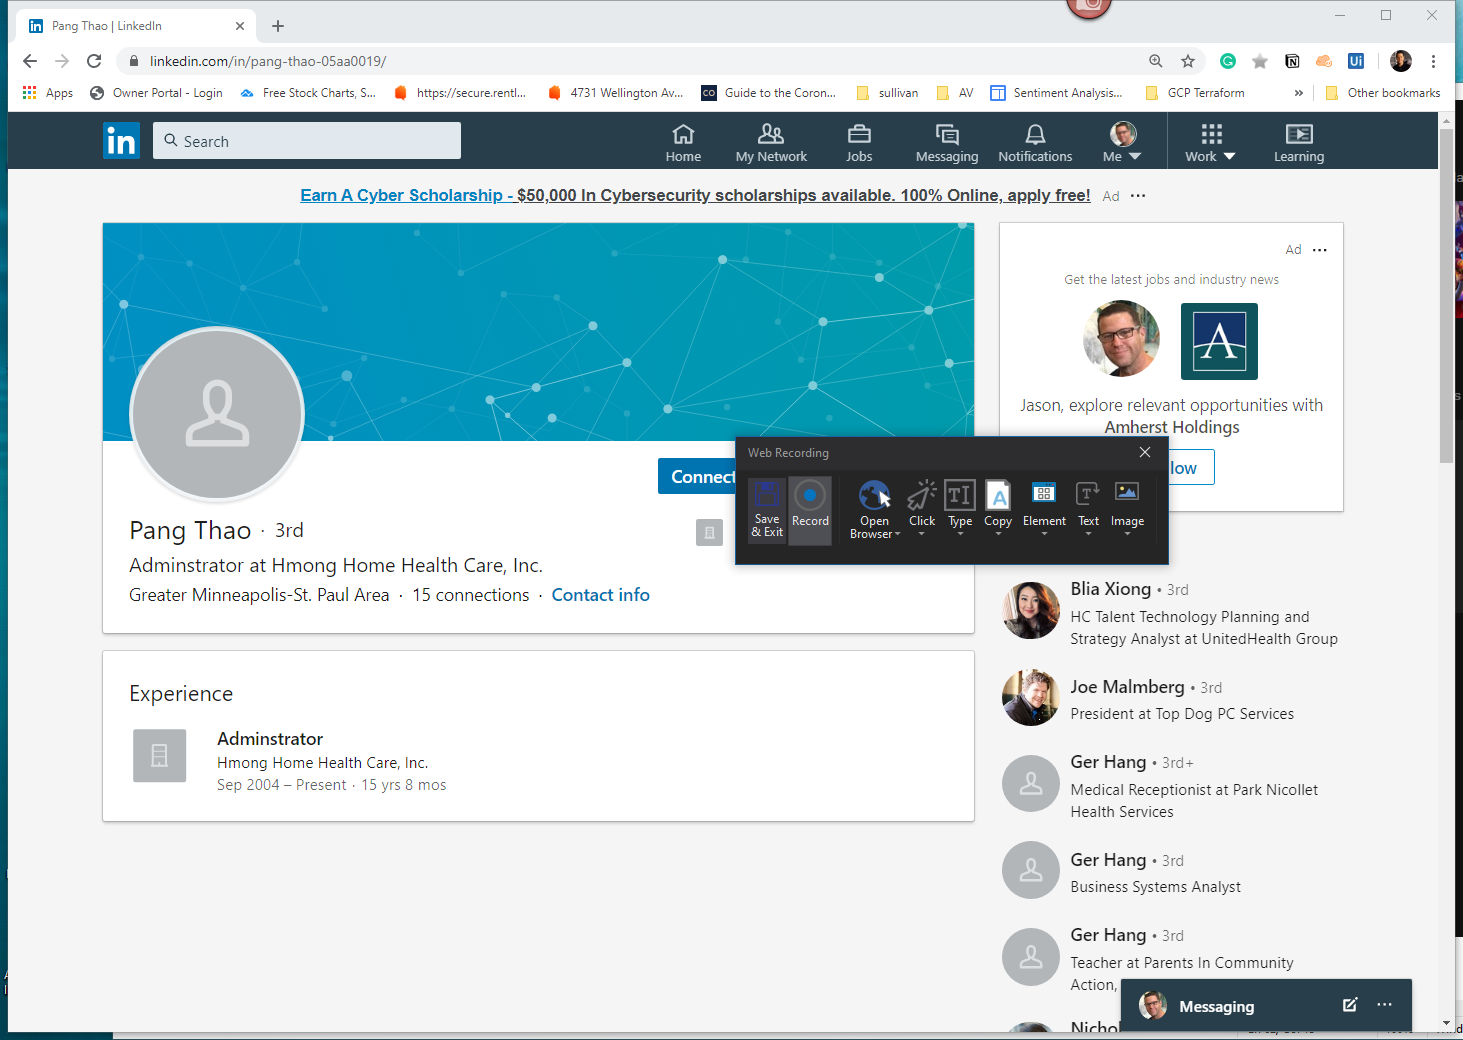 Pang Thao | LinkedIn
linkedin.com/in/pang-thao-05aa0019/
Apps
Owner Portal - Login
Free Stock Charts, S...
https://secure.rentl...
4731 Wellington Av...
CO
Guide to the Coron...
sullivan
AV
Sentiment Analysis...
GCP Terraform
»
Other bookmarks
in
Search
Home
My Network
Jobs
Messaging
Notifications
Me
Work
Learning
Earn A Cyber Scholarship - $50,000 In Cybersecurity scholarships available. 100% Online, apply free!
Ad
Ad
Get the latest jobs and industry news
A
Jason, explore relevant opportunities with
Amherst Holdings
low
Connect
Web Recording
Save & Exit
Record
Open Browser
Click
Type
Copy
Element
Text
Image
Pang Thao · 3rd
Adminstrator at Hmong Home Health Care, Inc.
Greater Minneapolis-St. Paul Area · 15 connections · Contact info
Experience
Adminstrator
Hmong Home Health Care, Inc.
Sep 2004 – Present · 15 yrs 8 mos
Blia Xiong • 3rd
HC Talent Technology Planning and
Strategy Analyst at UnitedHealth Group
Joe Malmberg • 3rd
President at Top Dog PC Services
Ger Hang • 3rd+
Medical Receptionist at Park Nicollet
Health Services
Ger Hang • 3rd
Business Systems Analyst
Ger Hang • 3rd
Teacher at Parents In Community
Action,
Nichol
Messaging